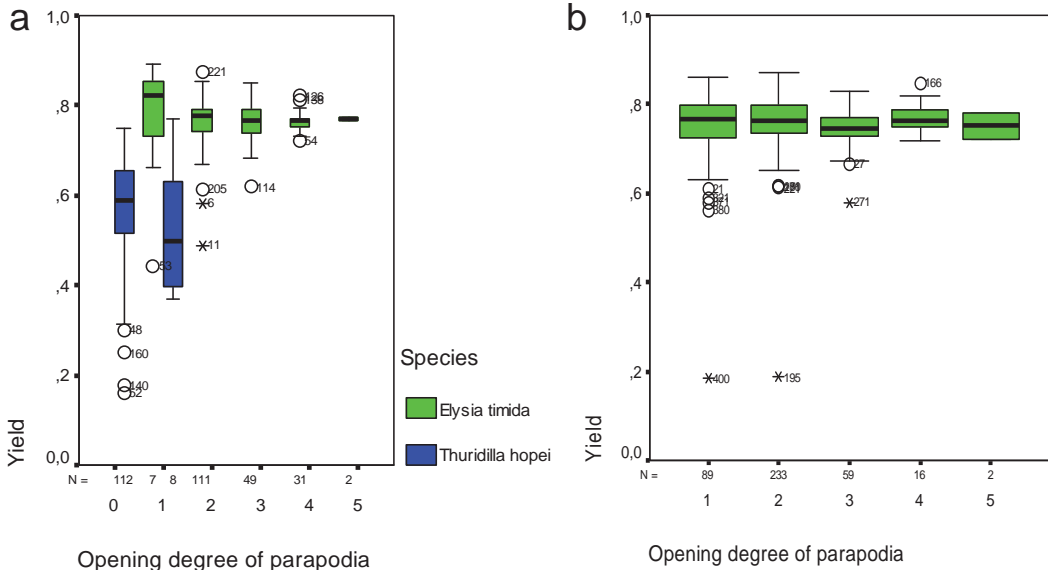 a
1,0
,8
,6
,4
,2
0,0
Yield
221
126
54
205
6
11
114
53
48
160
140
52
N = 112 7 8 111 49 31 2
0 1 2 3 4 5
Opening degree of parapodia
Species
Elysia timida
Thuridilla hopei
b
1,0
,8
,6
,4
,2
0,0
Yield
166
27
271
21
380
400
195
N = 89 233 59 16 2
1 2 3 4 5
Opening degree of parapodia